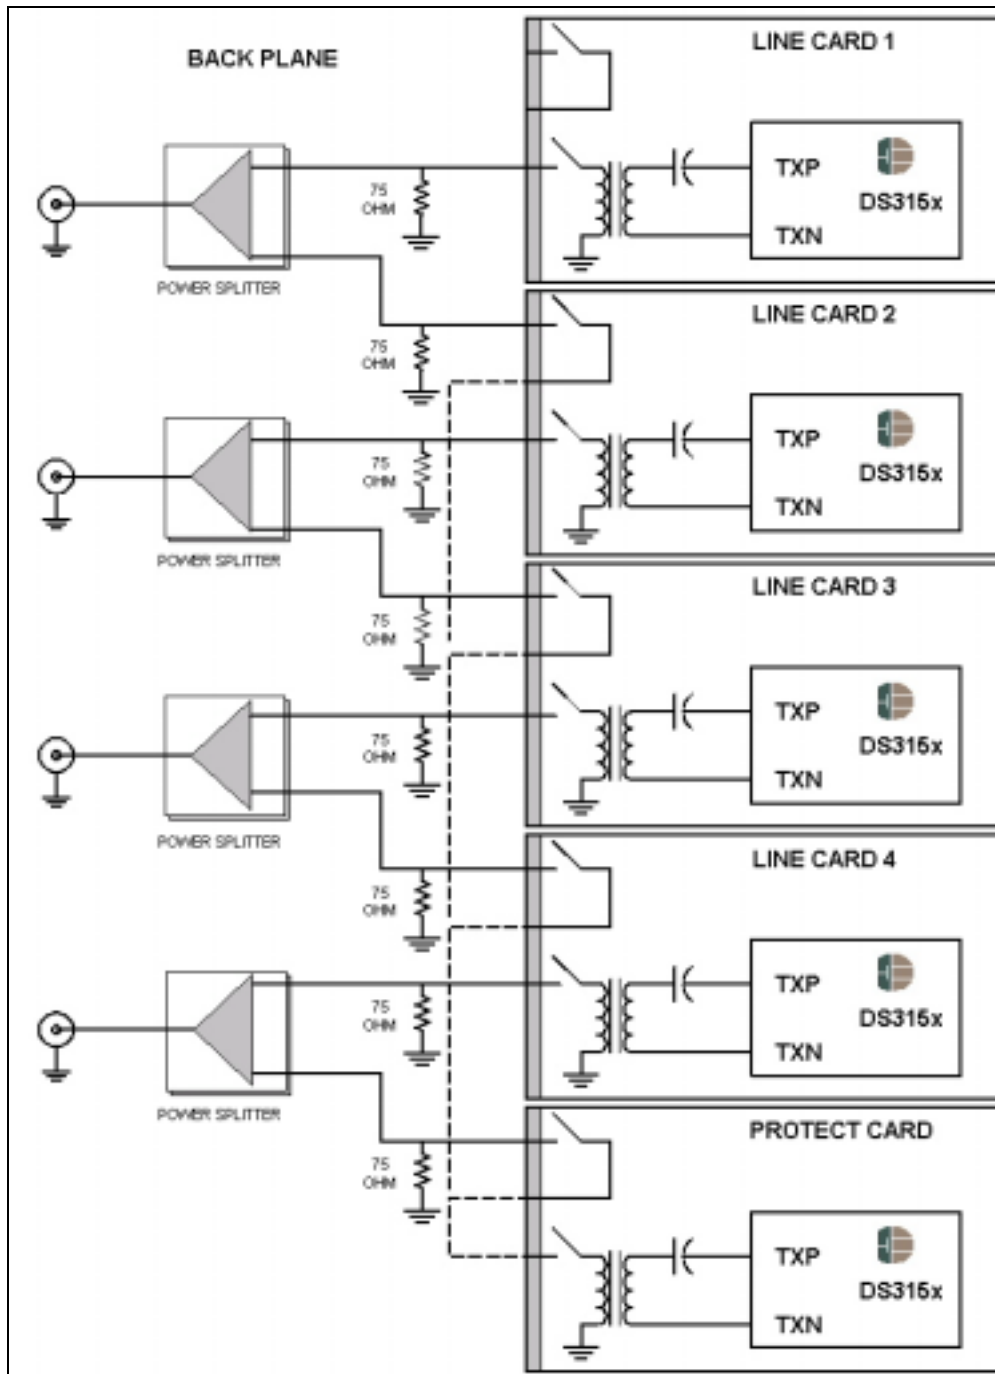 BACK PLANE
LINE CARD 1
75
OHM
TXP
DS315x
TXN
POWER SPLITTER
LINE CARD 2
75
OHM
TXP
75
OHM
DS315x
TXN
POWER SPLITTER
LINE CARD 3
75
OHM
TXP
75
OHM
DS315x
TXN
POWER SPLITTER
LINE CARD 4
75
OHM
TXP
75
OHM
DS315x
TXN
POWER SPLITTER
PROTECT CARD
75
OHM
TXP
DS315x
TXN